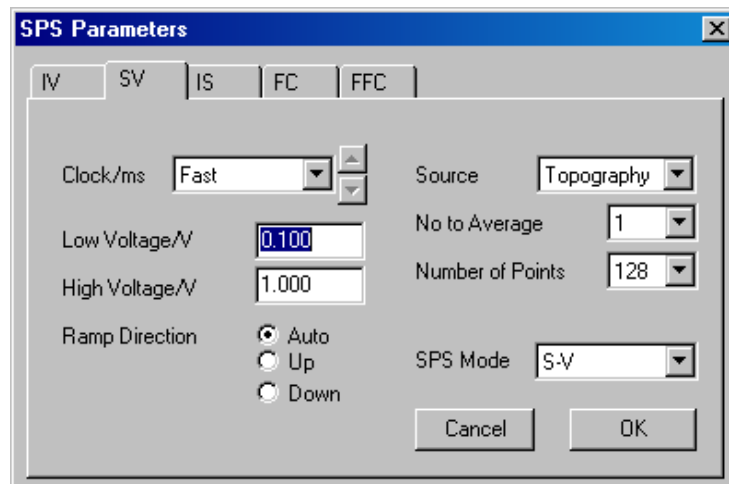 SPS Parameters
IV SV IS FC FFC
Clock/ms Fast
Low Voltage/V 0.100
High Voltage/V 1.000
Ramp Direction Auto
Up
Down
Source Topography
No to Average 1
Number of Points 128
SPS Mode S-V
Cancel OK